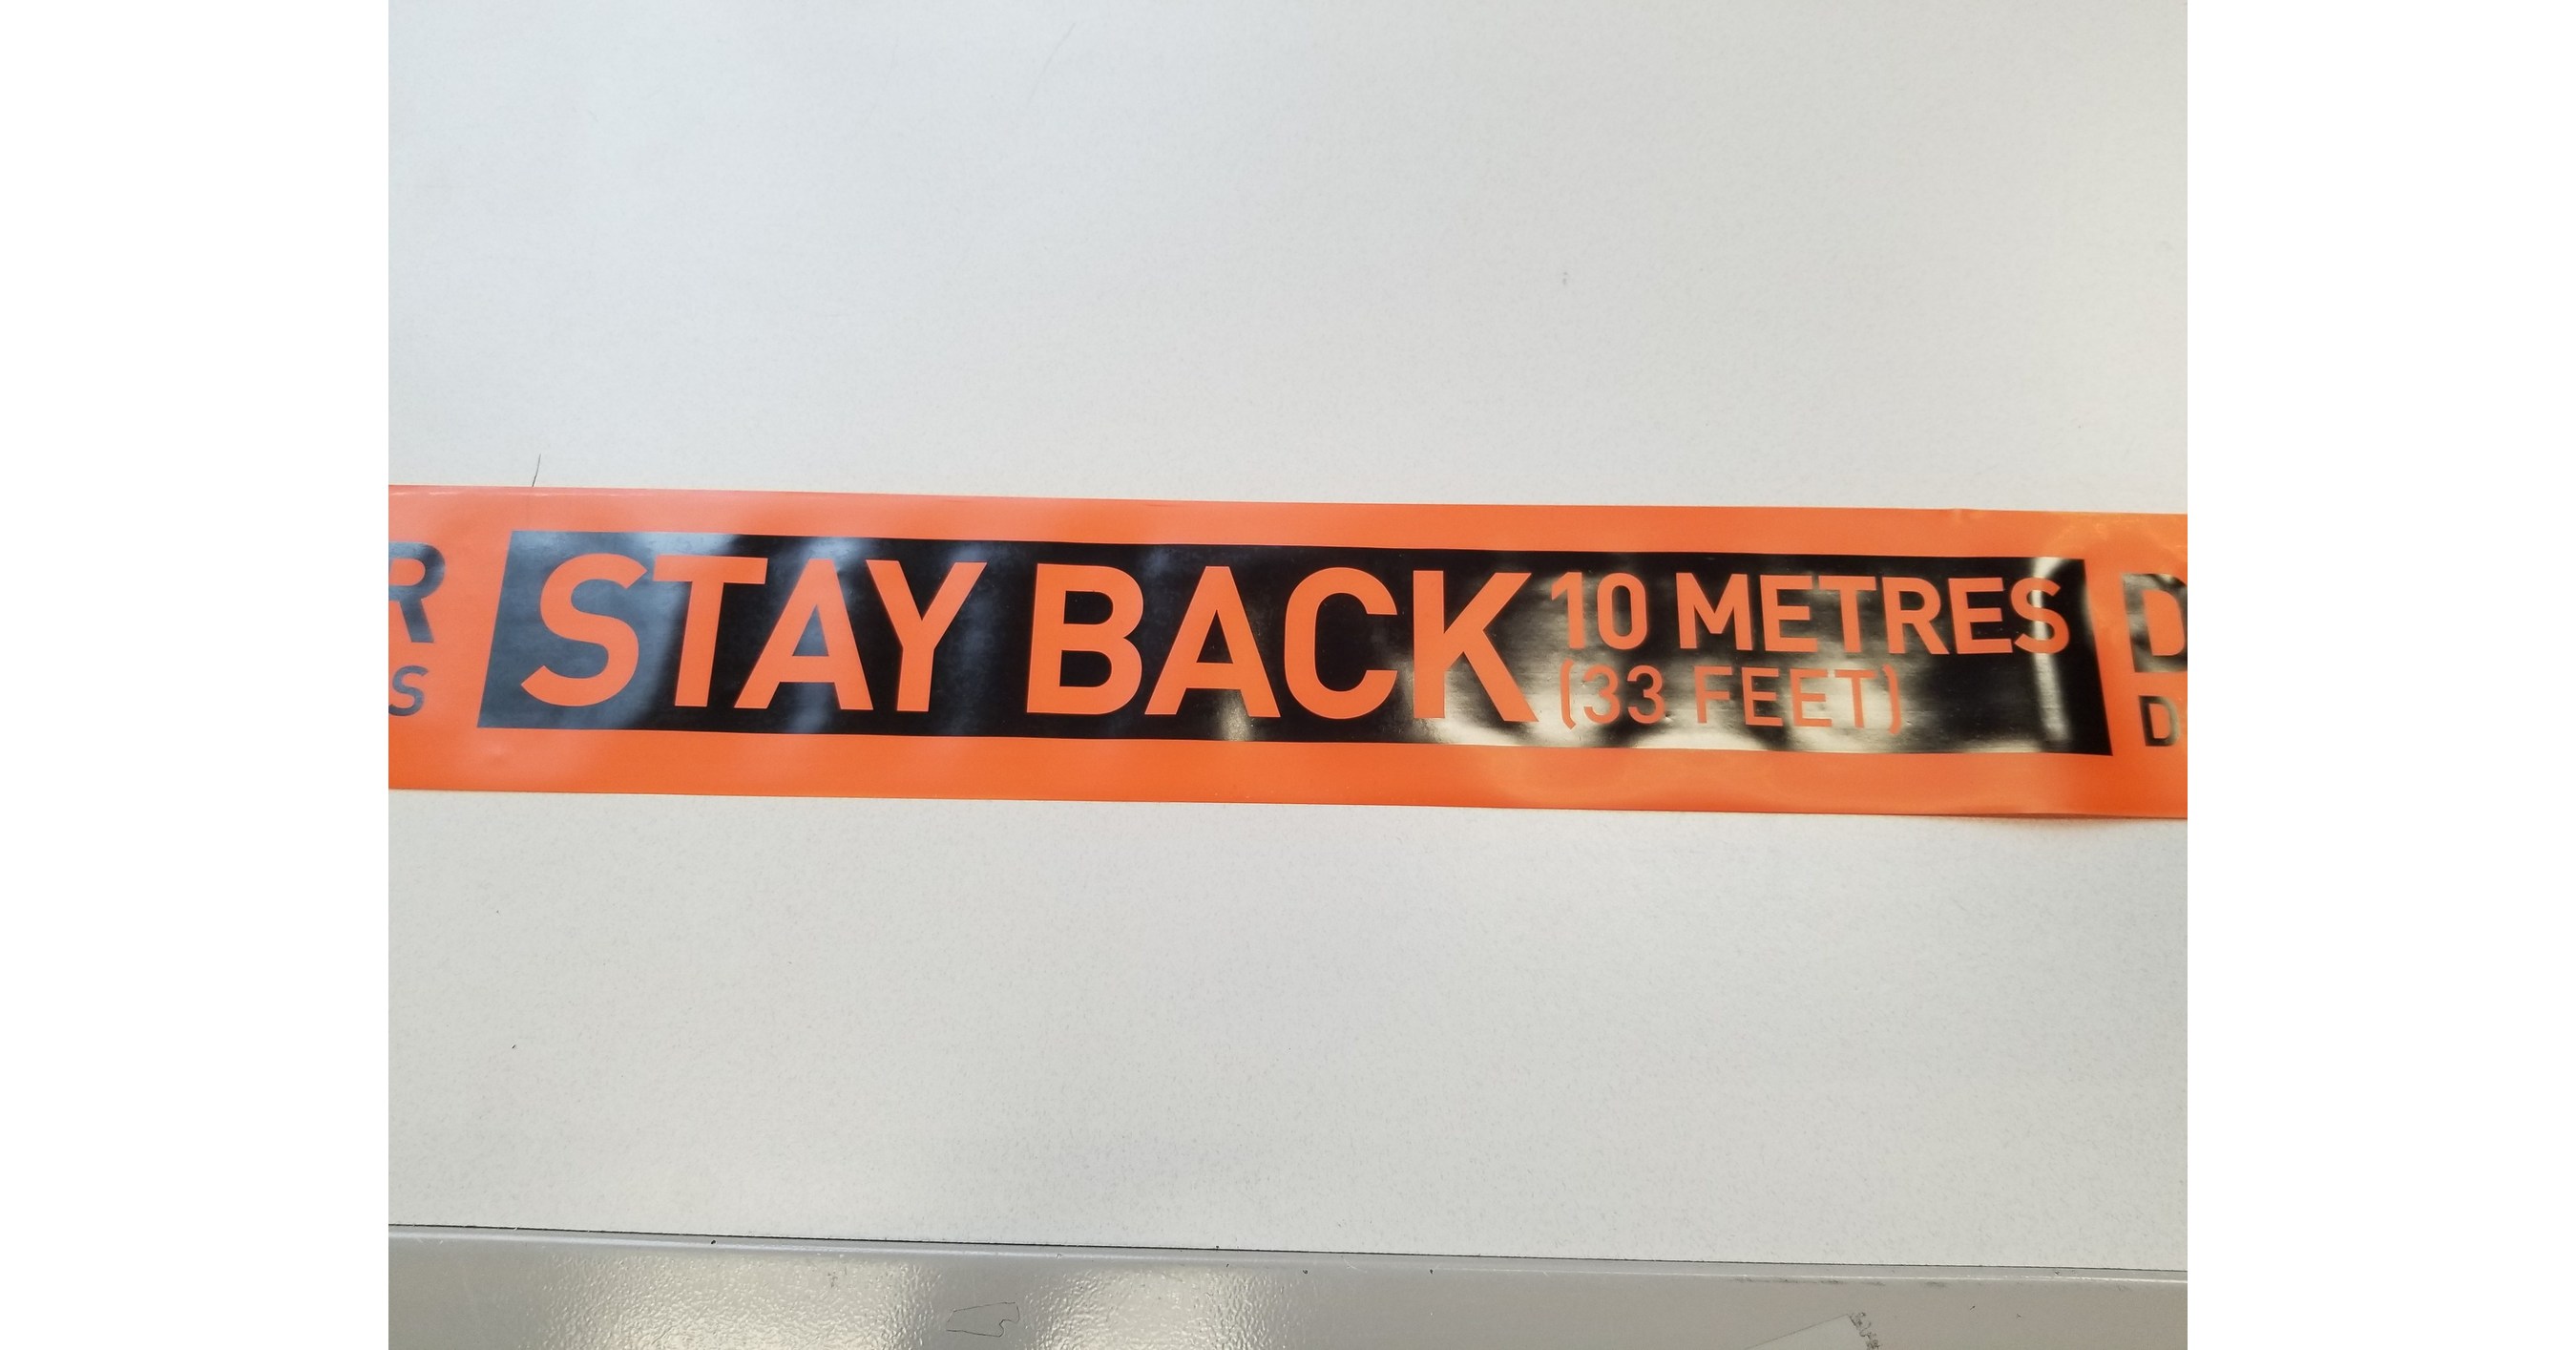 STAY BACK
10 METRES
(33 FEET)